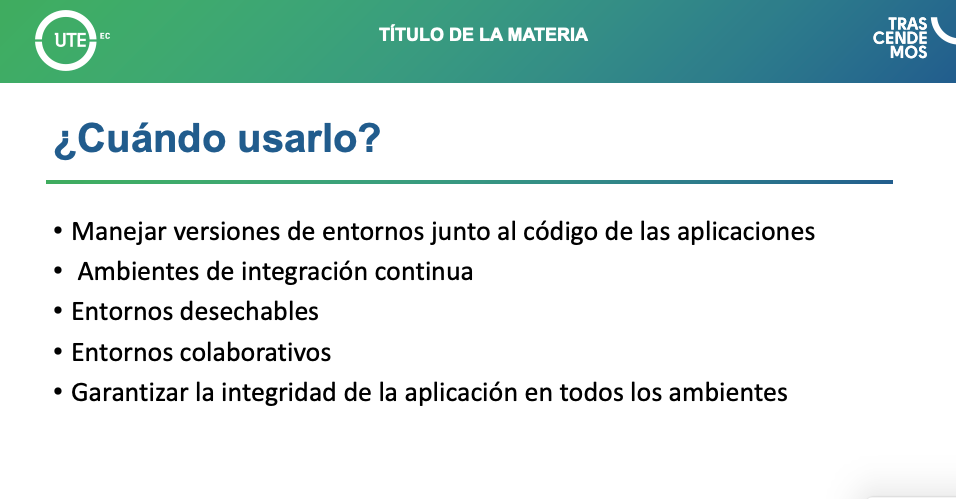 UTE EC
TÍTULO DE LA MATERIA
TRAS
CENDE
MOS
¿Cuándo usarlo?
• Manejar versiones de entornos junto al código de las aplicaciones
• Ambientes de integración continua
• Entornos desechables
• Entornos colaborativos
• Garantizar la integridad de la aplicación en todos los ambientes